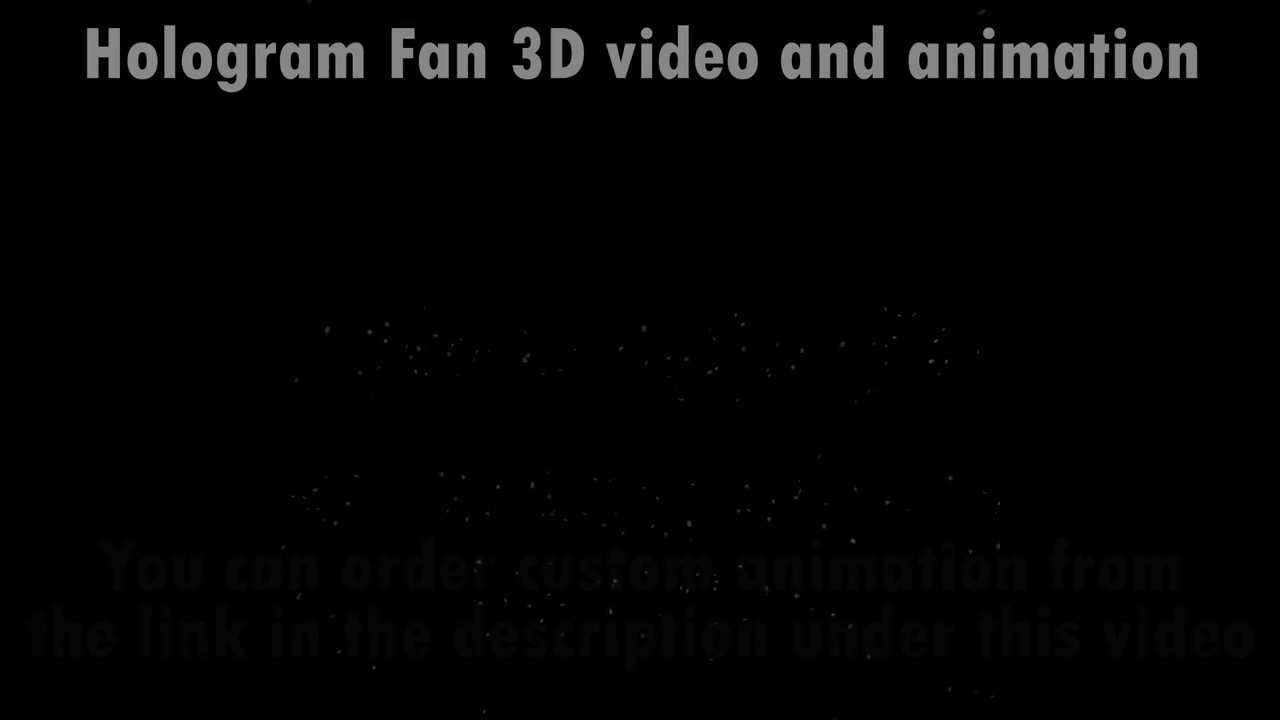 Hologram Fan 3D video and animation
You can order custom animation from
the link in the description under this video